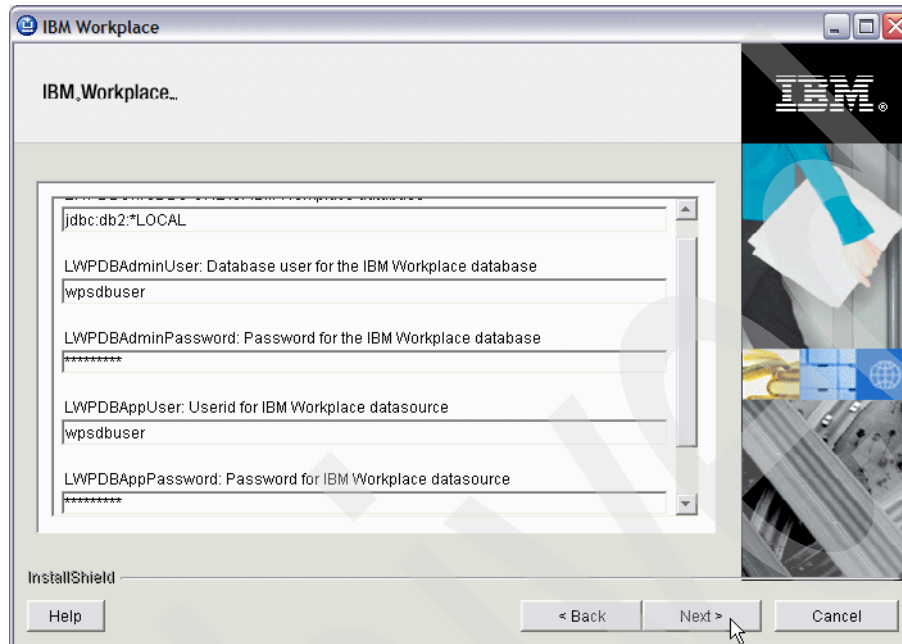 IBM Workplace
IBM Workplace
IBM
jdbc:db2:*LOCAL
LWPDBAdminUser: Database user for the IBM Workplace database
wpsdbuser
LWPDBAdminPassword: Password for the IBM Workplace database
*********
LWPDBAppUser: Userid for IBM Workplace datasource
wpsdbuser
LWPDBAppPassword: Password for IBM Workplace datasource
*********
InstallShield
Help
< Back
Next >
Cancel